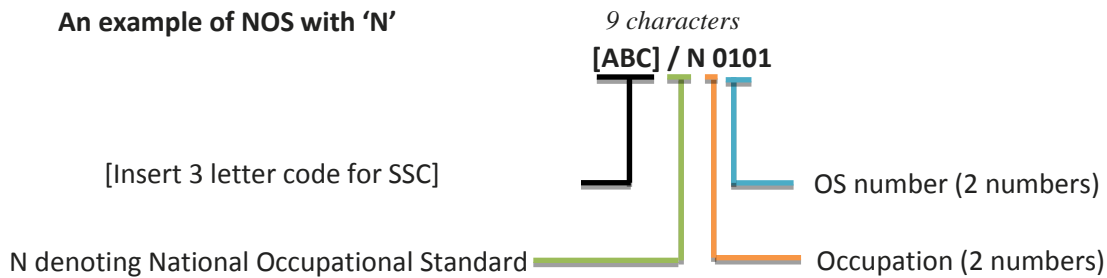 An example of NOS with ‘N’
9 characters
[ABC] / N 0101
[Insert 3 letter code for SSC]
OS number (2 numbers)
N denoting National Occupational Standard
Occupation (2 numbers)